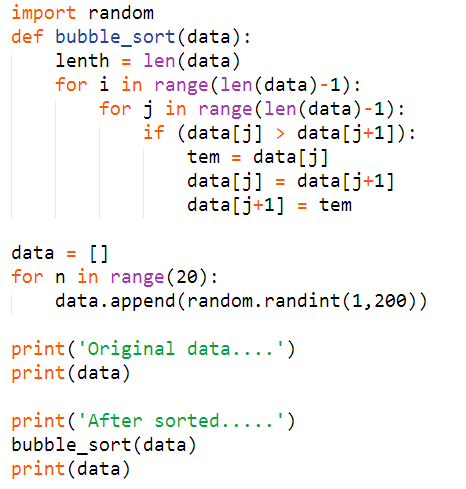 import random
def bubble_sort(data):
    lenth = len(data)
    for i in range(len(data)-1):
        for j in range(len(data)-1):
            if (data[j] > data[j+1]):
                tem = data[j]
                data[j] = data[j+1]
                data[j+1] = tem

data = []
for n in range(20):
    data.append(random.randint(1,200))

print('Original data....')
print(data)

print('After sorted.....')
bubble_sort(data)
print(data)